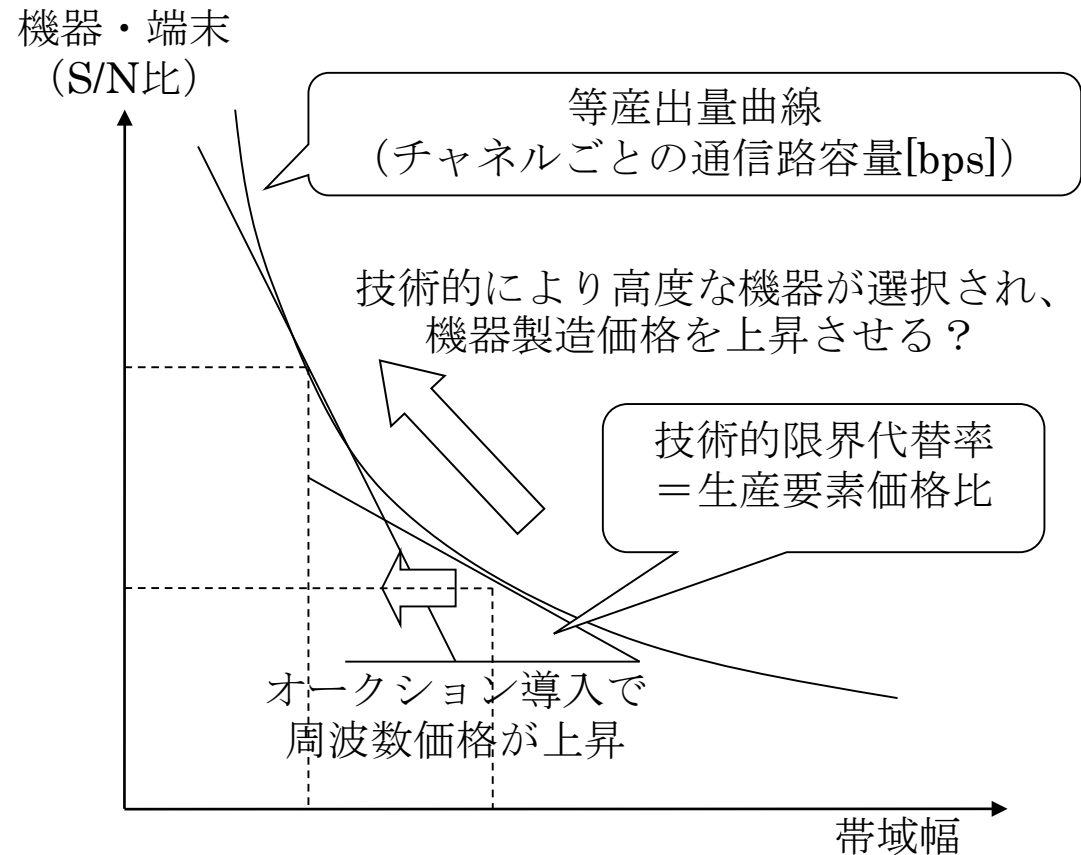 機器・端末
（S/N比）
等産出量曲線
（チャネルごとの通信路容量[bps]）
技術的により高度な機器が選択され、
機器製造価格を上昇させる？
技術的限界代替率
＝生産要素価格比
オークション導入で
周波数価格が上昇
帯域幅